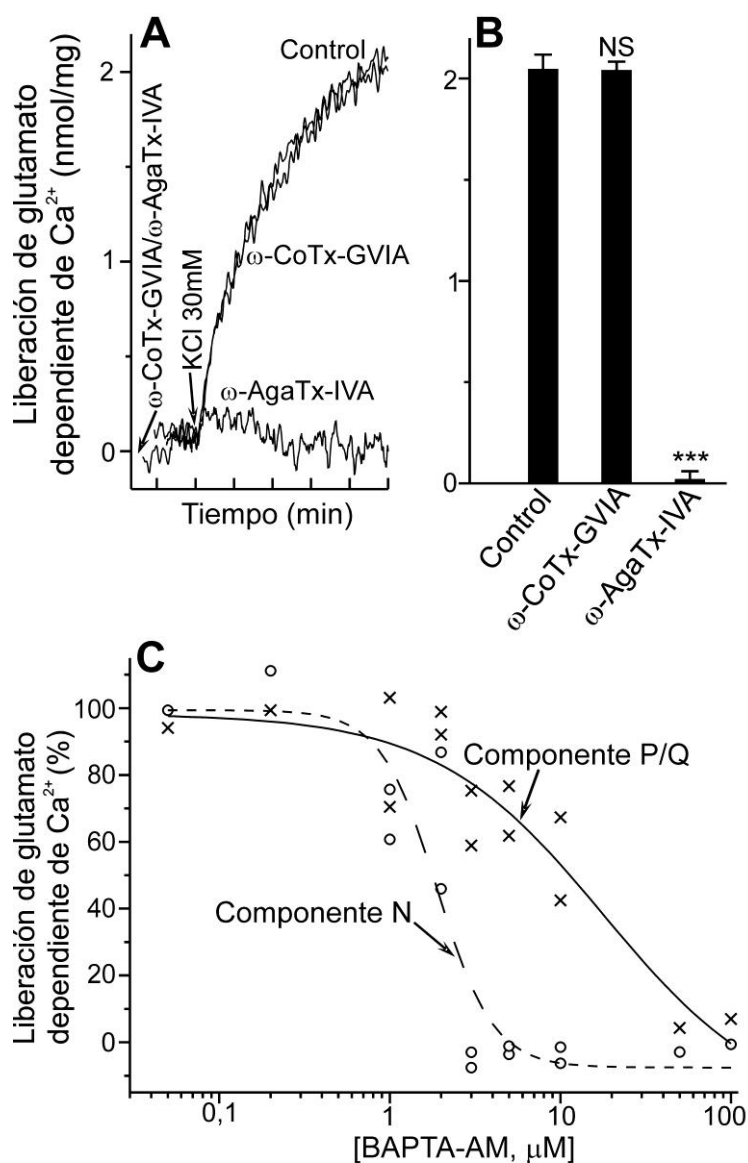 A
Liberación de glutamato
dependiente de Ca²⁺ (nmol/mg)
2
1
0
ω-CoTx-GVIA/ω-AgaTx-IVA
KCl 30mM
Control
ω-CoTx-GVIA
ω-AgaTx-IVA
Tiempo (min)
B
2
1
0
NS
***
Control
ω-CoTx-GVIA
ω-AgaTx-IVA
C
Liberación de glutamato
dependiente de Ca²⁺ (%)
100
80
60
40
20
0
Componente P/Q
Componente N
0,1
1
10
100
[BAPTA-AM, μM]